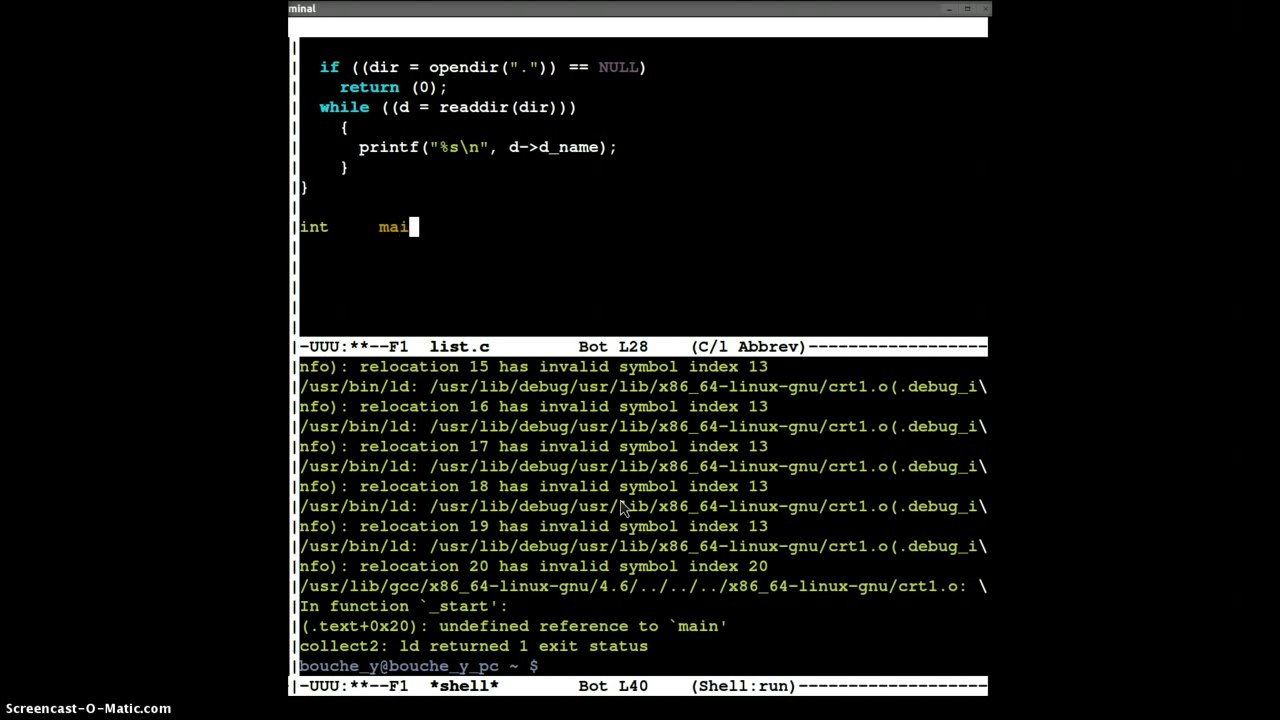 minal
if ((dir = opendir(".")) == NULL)
return (0);
while ((d = readdir(dir)))
{
printf("%s\n", d->d_name);
}
}
int mai
-UUU:**--F1 list.c Bot L28 (C/l Abbrev)------------------
nfo): relocation 15 has invalid symbol index 13
/usr/bin/ld: /usr/lib/debug/usr/lib/x86_64-linux-gnu/crt1.o(.debug_i\
nfo): relocation 16 has invalid symbol index 13
/usr/bin/ld: /usr/lib/debug/usr/lib/x86_64-linux-gnu/crt1.o(.debug_i\
nfo): relocation 17 has invalid symbol index 13
/usr/bin/ld: /usr/lib/debug/usr/lib/x86_64-linux-gnu/crt1.o(.debug_i\
nfo): relocation 18 has invalid symbol index 13
/usr/bin/ld: /usr/lib/debug/usr/lib/x86_64-linux-gnu/crt1.o(.debug_i\
nfo): relocation 19 has invalid symbol index 13
/usr/bin/ld: /usr/lib/debug/usr/lib/x86_64-linux-gnu/crt1.o(.debug_i\
nfo): relocation 20 has invalid symbol index 20
/usr/lib/gcc/x86_64-linux-gnu/4.6/../../../x86_64-linux-gnu/crt1.o: \
In function `_start':
(.text+0x20): undefined reference to `main'
collect2: ld returned 1 exit status
bouche_y@bouche_y_pc ~ $
-UUU:**--F1 *shell* Bot L40 (Shell:run)-------------------
Screencast-O-Matic.com